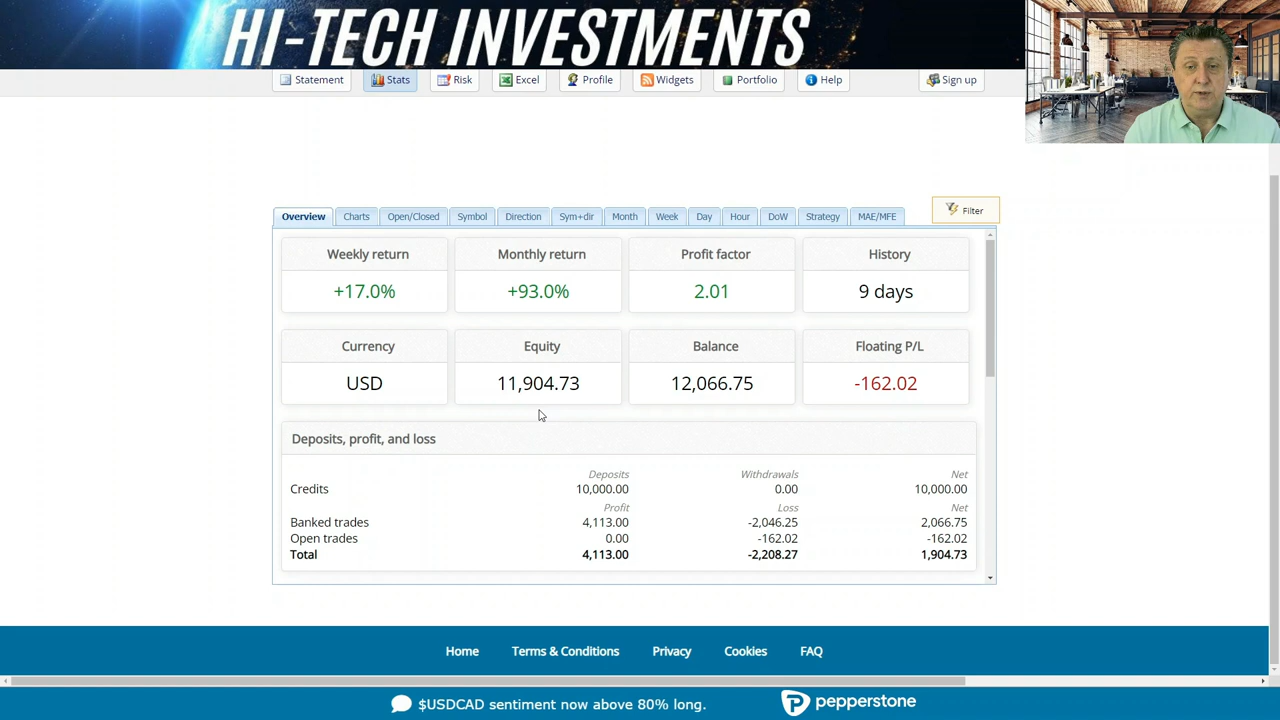 HI-TECH INVESTMENTS
Statement Stats Risk Excel Profile Widgets Portfolio Help Sign up
Overview Charts Open/Closed Symbol Direction Sym+dir Month Week Day Hour DoW Strategy MAE/MFE Filter
Weekly return Monthly return Profit factor History
+17.0% +93.0% 2.01 9 days
Currency Equity Balance Floating P/L
USD 11,904.73 12,066.75 -162.02
Deposits, profit, and loss
Deposits Withdrawals Net
Credits 10,000.00 0.00 10,000.00
Profit Loss Net
Banked trades 4,113.00 -2,046.25 2,066.75
Open trades 0.00 -162.02 -162.02
Total 4,113.00 -2,208.27 1,904.73
Home Terms & Conditions Privacy Cookies FAQ
$USDCAD sentiment now above 80% long. pepperstone